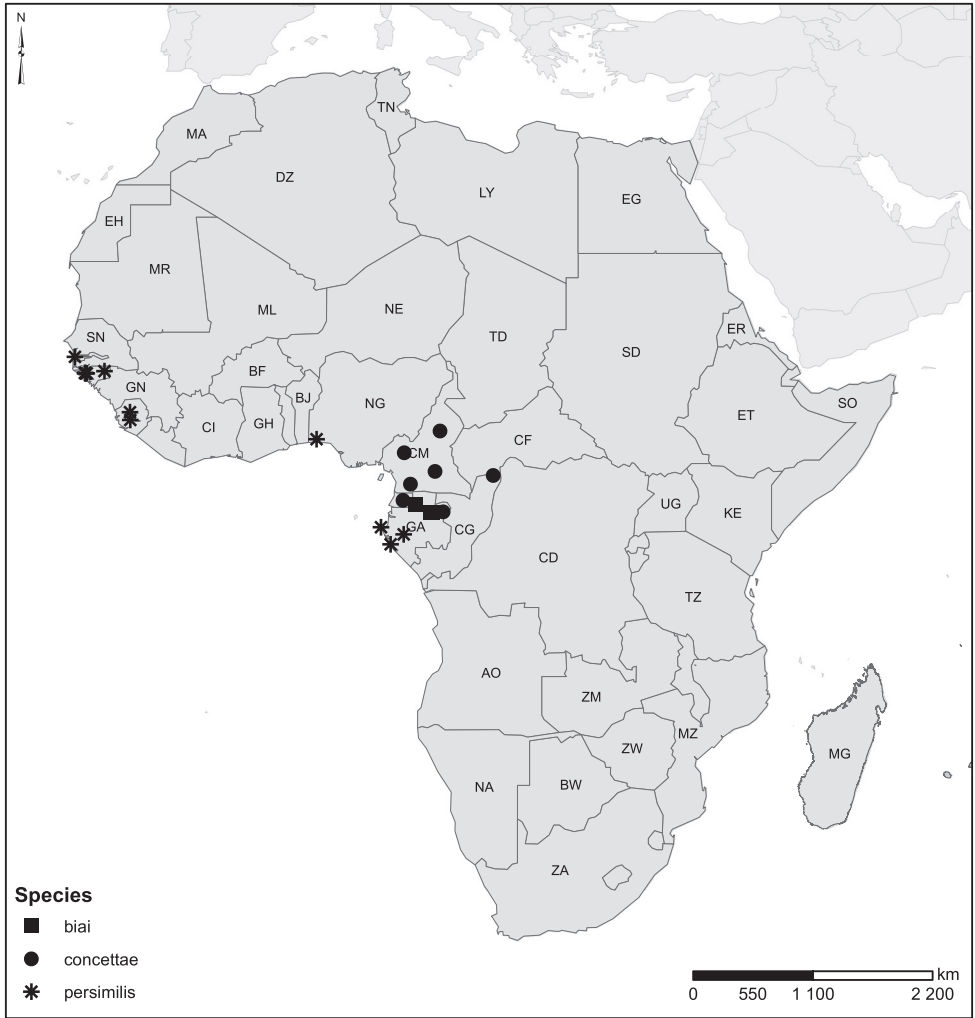 N
TN
MA
DZ
LY
EG
EH
MR
ML
NE
TD
SD
ER
SN
GN
BF
BJ
NG
CI
GH
CM
CF
ET
SO
UG
KE
GA
CG
CD
TZ
AO
ZM
MZ
ZW
MG
NA
BW
ZA
Species
biai
concettae
persimilis
km
0 550 1 100 2 200